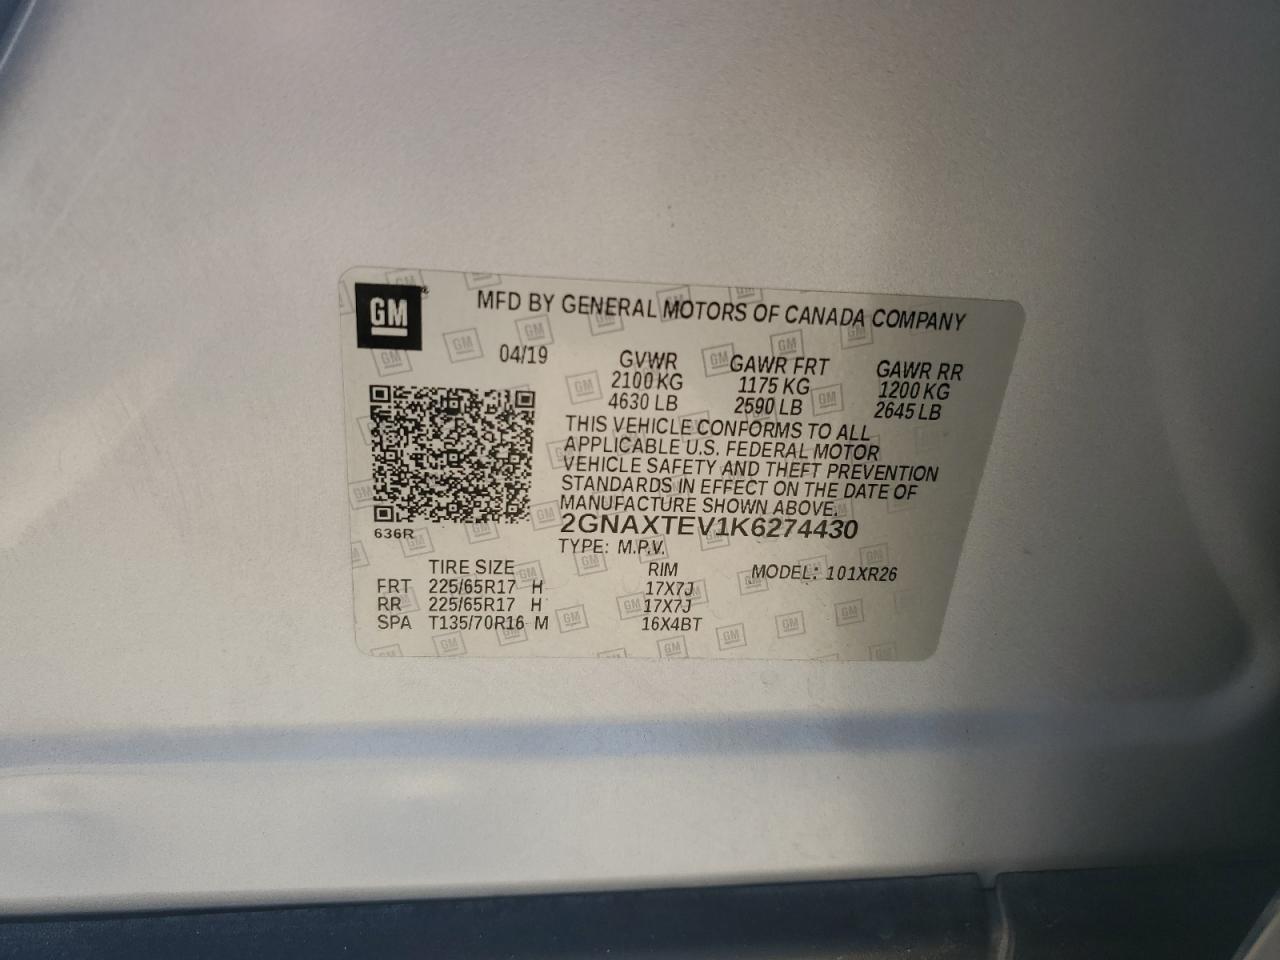 GM
MFD BY GENERAL MOTORS OF CANADA COMPANY
04/19 GVWR GAWR FRT GAWR RR
2100 KG 1175 KG 1200 KG
4630 LB 2590 LB 2645 LB
THIS VEHICLE CONFORMS TO ALL
APPLICABLE U.S. FEDERAL MOTOR
VEHICLE SAFETY AND THEFT PREVENTION
STANDARDS IN EFFECT ON THE DATE OF
MANUFACTURE SHOWN ABOVE.
2GNAXTEV1K6274430
636R
TYPE: M.P.V.
TIRE SIZE RIM MODEL: 101XR26
FRT 225/65R17 H 17X7J
RR 225/65R17 H 17X7J
SPA T135/70R16 M 16X4BT